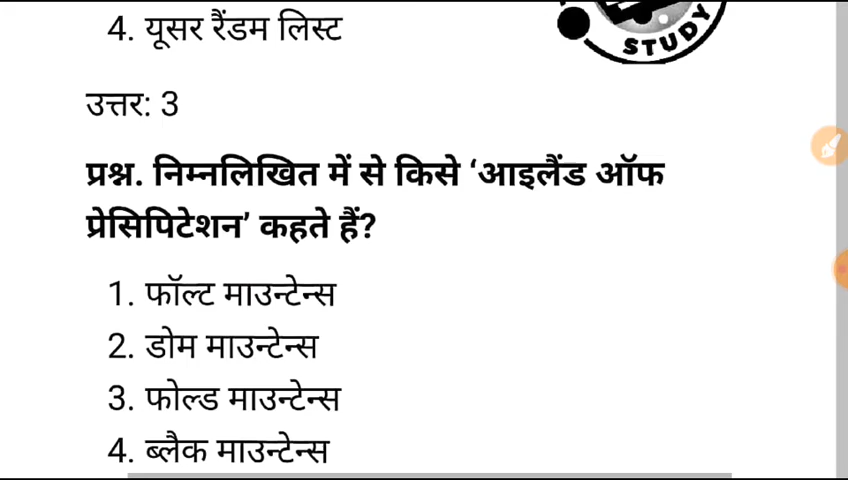 4. यूसर रैंडम लिस्ट
STUDY
उत्तर: 3
प्रश्न. निम्नलिखित में से किसे ‘आइलैंड ऑफ
प्रेसिपिटेशन’ कहते हैं?
1. फॉल्ट माउन्टेन्स
2. डोम माउन्टेन्स
3. फोल्ड माउन्टेन्स
4. ब्लैक माउन्टेन्स